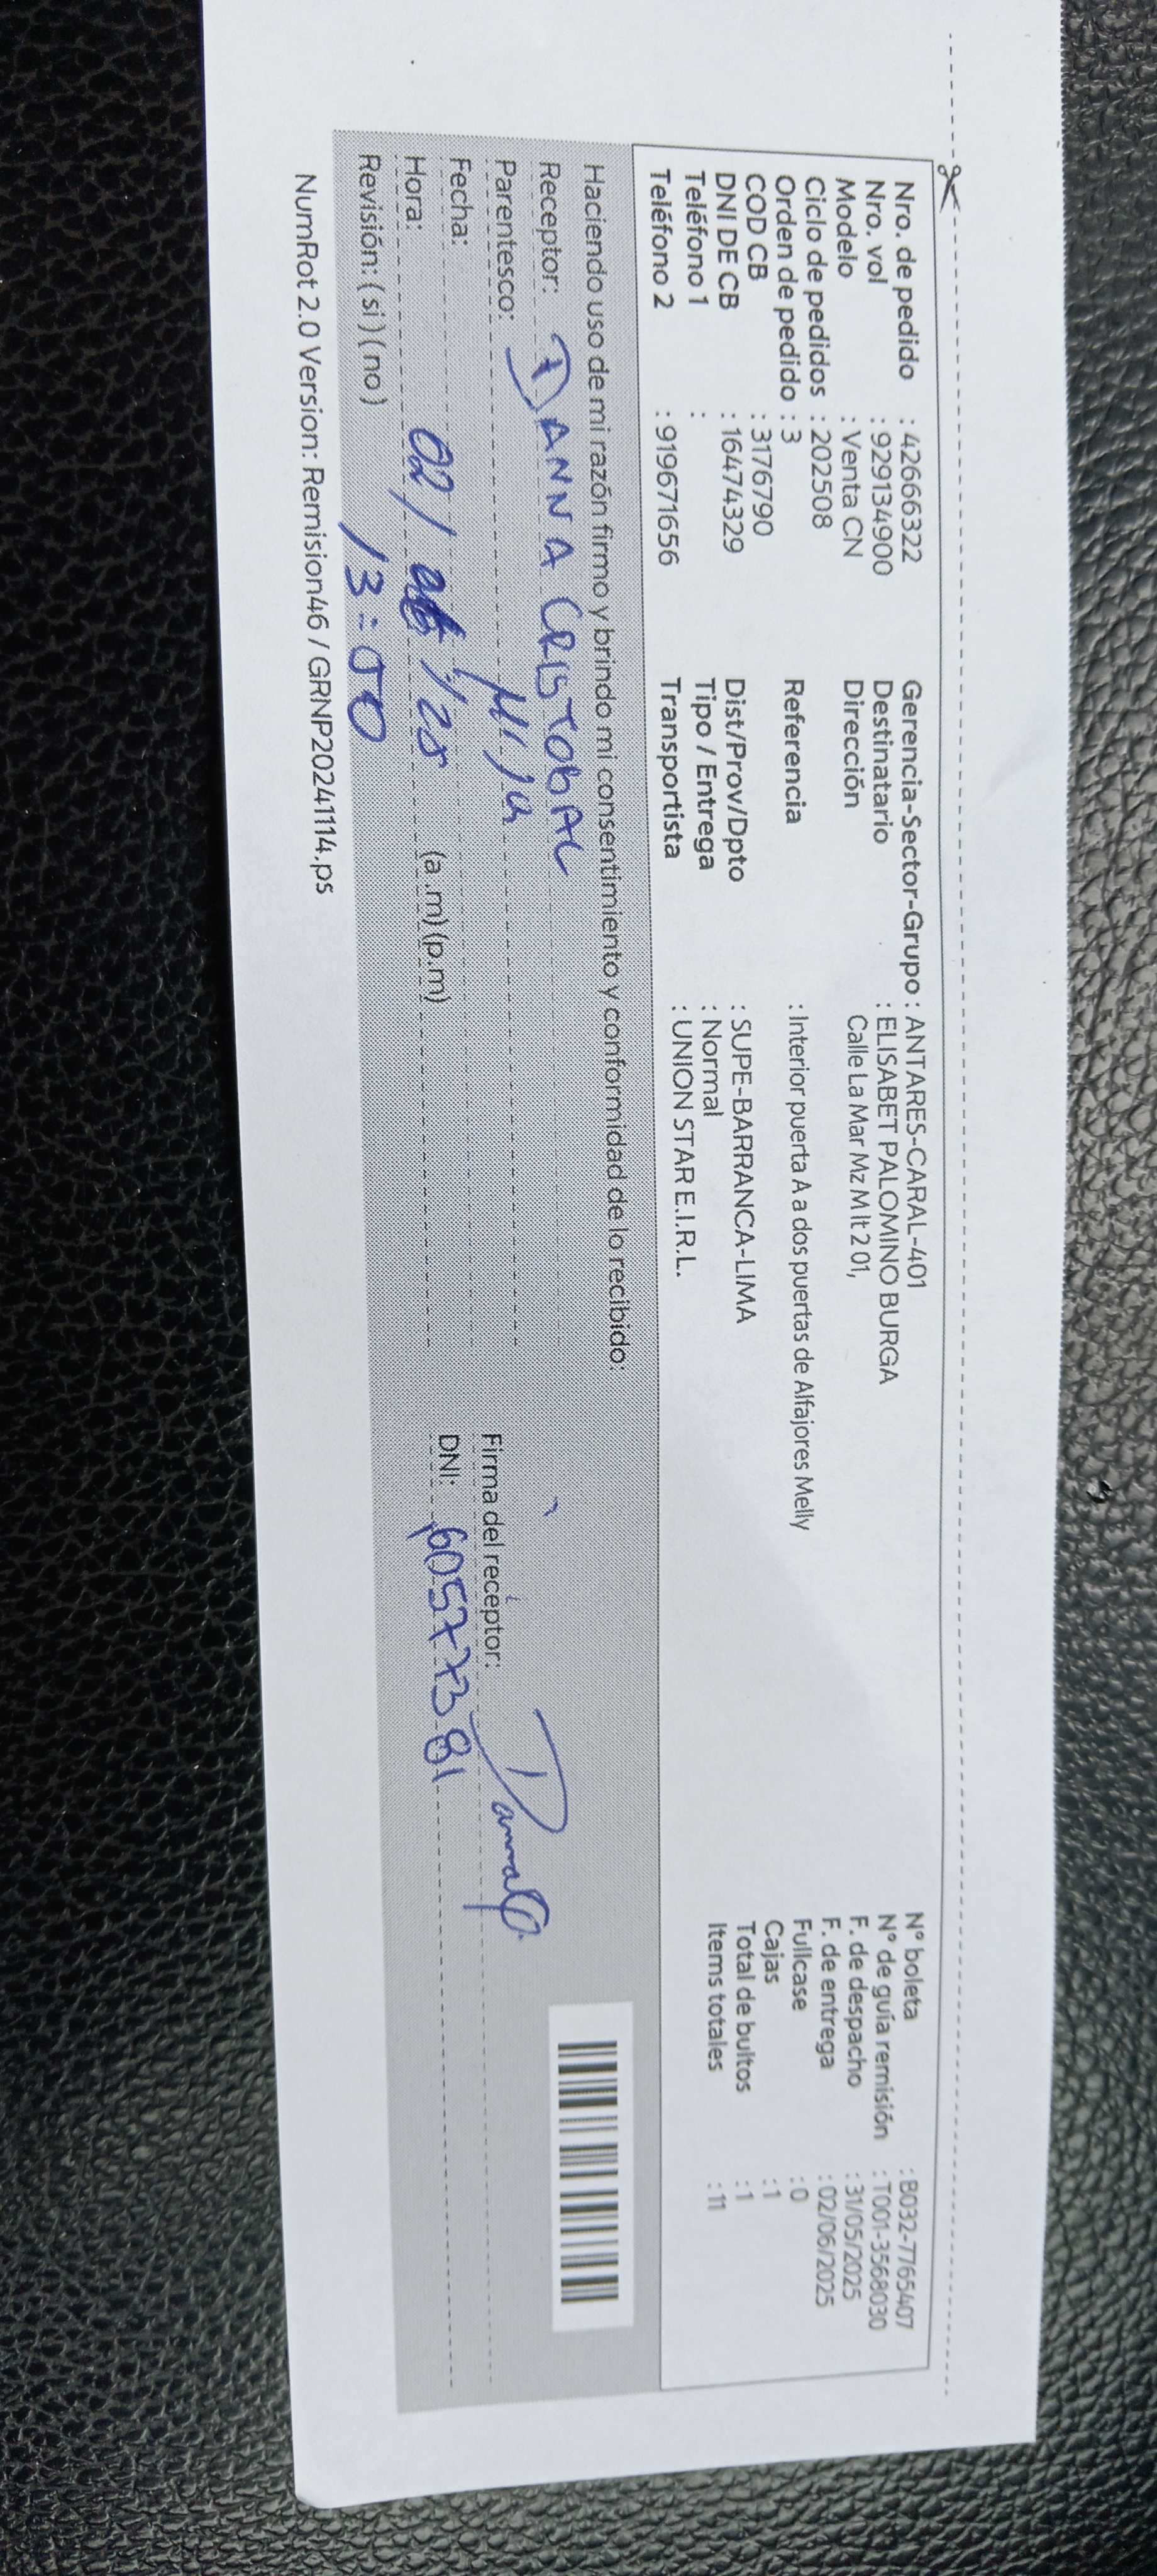 Nro. de pedido : 42666322
Nro. vol : 929134900
Modelo : Venta CN
Ciclo de pedidos : 202508
Orden de pedido : 3
COD CB : 3176790
DNI DE CB : 16474329
Teléfono 1 :
Teléfono 2 : 919671656
Gerencia-Sector-Grupo : ANTARES-CARAL-401
Destinatario : ELISABET PALOMINO BURGA
Dirección Calle La Mar Mz M lt 2 01,
Referencia : Interior puerta A a dos puertas de Alfajores Melly
Dist/Prov/Dpto : SUPE-BARRANCA-LIMA
Tipo / Entrega : Normal
Transportista : UNION STAR E.I.R.L.
N° boleta : B032-7765407
N° de guía remisión : T001-3568030
F. de despacho : 31/05/2025
F. de entrega : 02/06/2025
Fullcase : 0
Cajas : 1
Total de bultos : 1
Items totales : 11
Haciendo uso de mi razón firmo y brindo mi consentimiento y conformidad de lo recibido:
Receptor: DANNA CRISTOBAL
Parentesco: Hija
Fecha: 02/06/25
Hora: 13:00 (a.m)(p.m)
Revisión: (si)(no)
Firma del receptor:
DNI: 60577381
NumRot 2.0 Version: Remision46 / GRNP20241114.ps